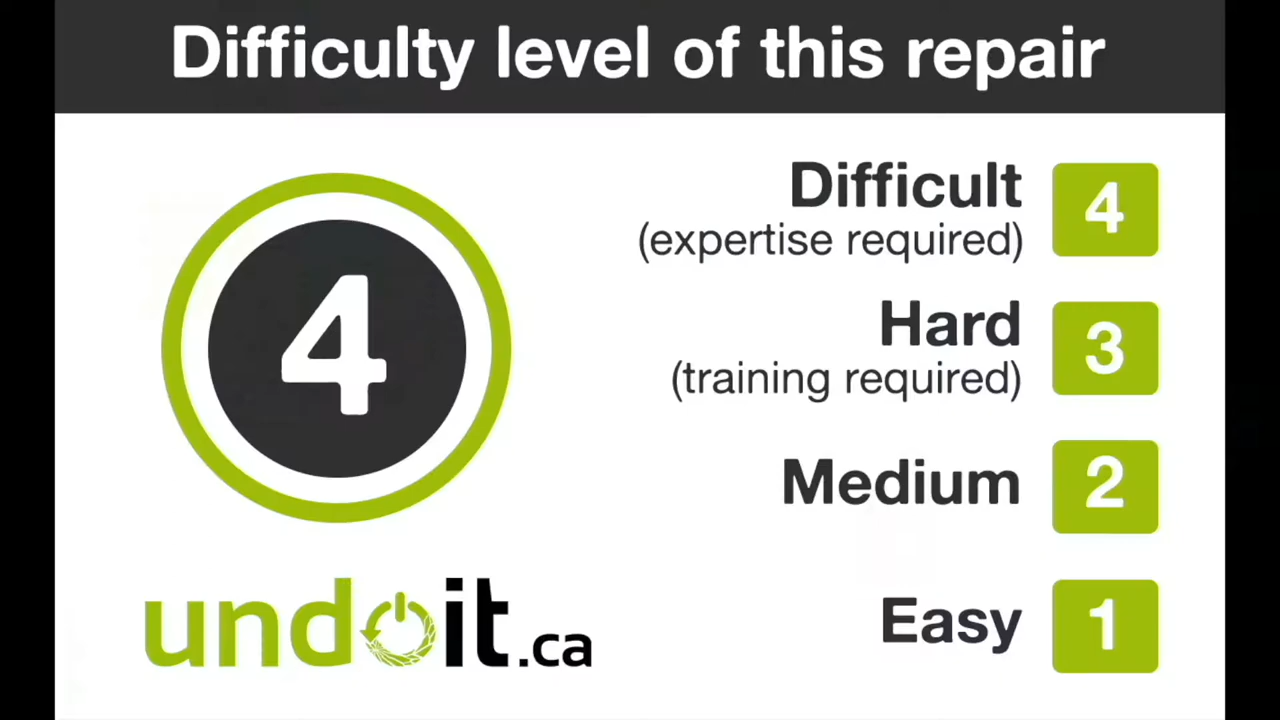 Difficulty level of this repair
4
Difficult 4
(expertise required)
Hard 3
(training required)
Medium 2
Easy 1
undoit.ca